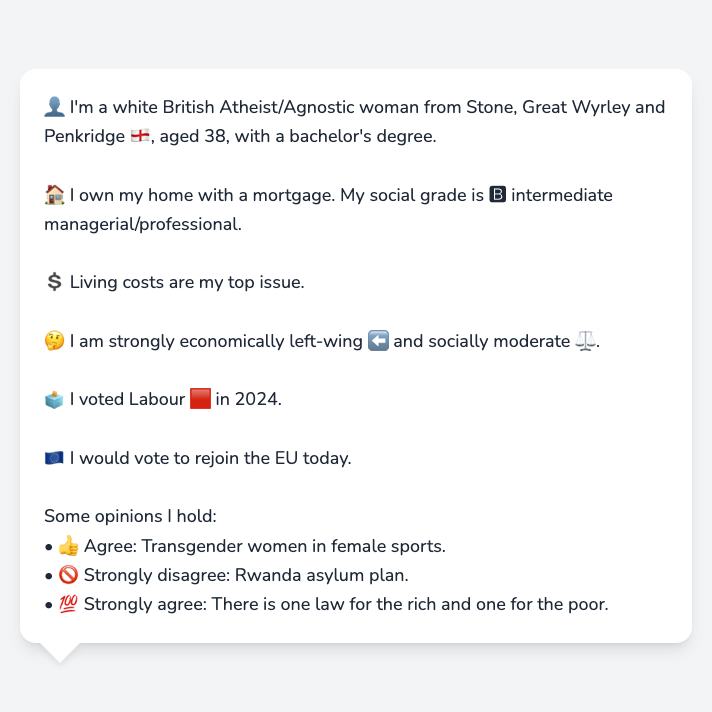 👤 I'm a white British Atheist/Agnostic woman from Stone, Great Wyrley and
Penkridge 🏴󠁧󠁢󠁥󠁮󠁧󠁿, aged 38, with a bachelor's degree.
🏠 I own my home with a mortgage. My social grade is 🅱 intermediate
managerial/professional.
💲 Living costs are my top issue.
🤔 I am strongly economically left-wing ⬅️ and socially moderate ⚖️.
🗳️ I voted Labour 🟥 in 2024.
🇪🇺 I would vote to rejoin the EU today.
Some opinions I hold:
• 👍 Agree: Transgender women in female sports.
• 🚫 Strongly disagree: Rwanda asylum plan.
• 💯 Strongly agree: There is one law for the rich and one for the poor.